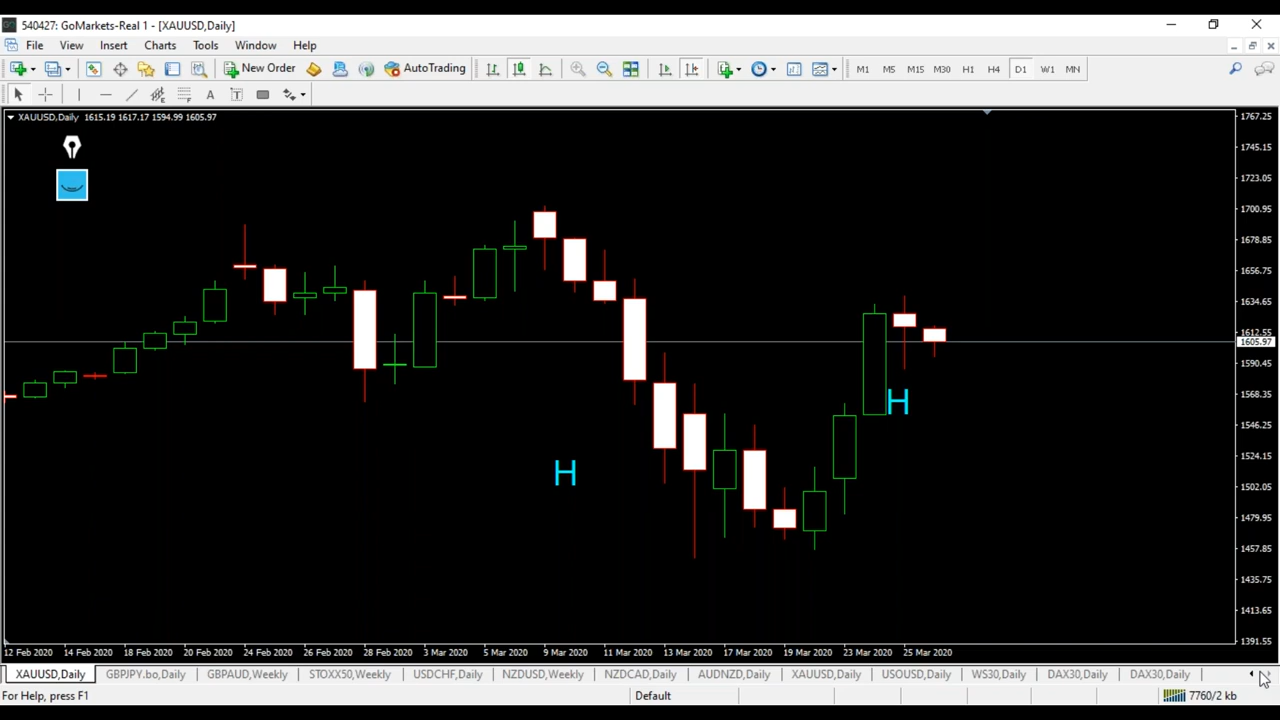 540427: GoMarkets-Real 1 - [XAUUSD,Daily]
File View Insert Charts Tools Window Help
New Order AutoTrading M1 M5 M15 M30 H1 H4 D1 W1 MN
A T
XAUUSD,Daily 1615.19 1617.17 1594.99 1605.97
1767.25
1745.15
1723.05
1700.95
1678.85
1656.75
1634.65
1612.55
1605.97
1590.45
1568.35
H
1546.25
1524.15
H
1502.05
1479.95
1457.85
1435.75
1413.65
1391.55
12 Feb 2020 14 Feb 2020 18 Feb 2020 20 Feb 2020 24 Feb 2020 26 Feb 2020 28 Feb 2020 3 Mar 2020 5 Mar 2020 9 Mar 2020 11 Mar 2020 13 Mar 2020 17 Mar 2020 19 Mar 2020 23 Mar 2020 25 Mar 2020
XAUUSD,Daily GBPJPY.bo,Daily GBPAUD,Weekly STOXX50,Weekly USDCHF,Daily NZDUSD,Weekly NZDCAD,Daily AUDNZD,Daily XAUUSD,Daily USOUSD,Daily WS30,Daily DAX30,Daily DAX30,Daily
For Help, press F1 Default 7760/2 kb